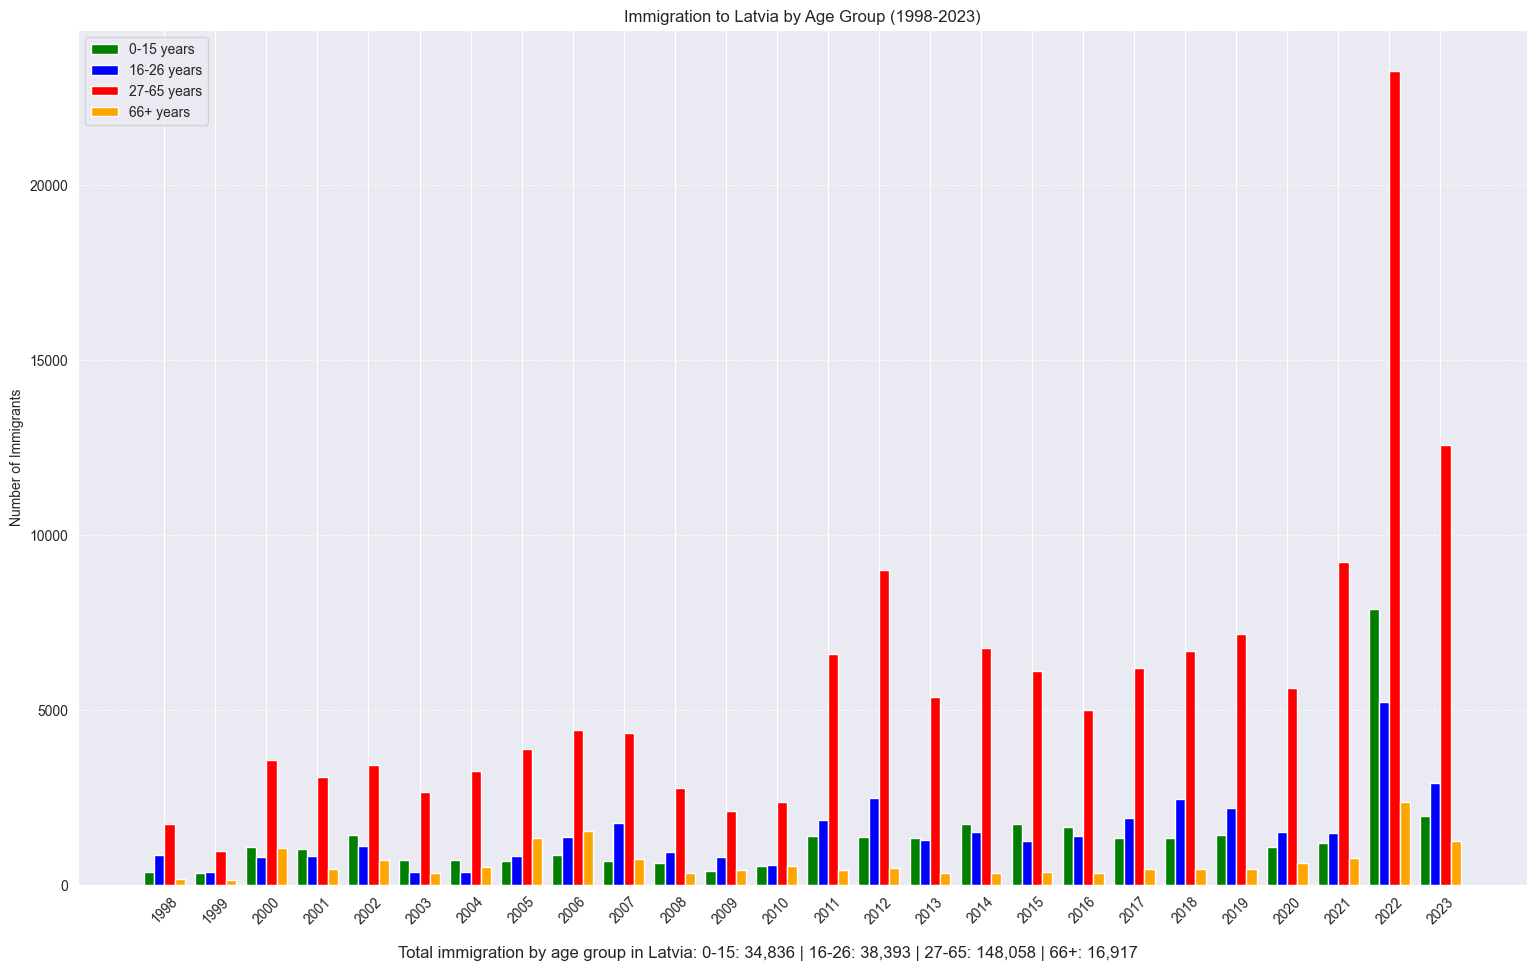 Immigration to Latvia by Age Group (1998-2023)
0-15 years
16-26 years
27-65 years
66+ years
Number of Immigrants
20000
15000
10000
5000
0
1998 1999 2000 2001 2002 2003 2004 2005 2006 2007 2008 2009 2010 2011 2012 2013 2014 2015 2016 2017 2018 2019 2020 2021 2022 2023
Total immigration by age group in Latvia: 0-15: 34,836 | 16-26: 38,393 | 27-65: 148,058 | 66+: 16,917